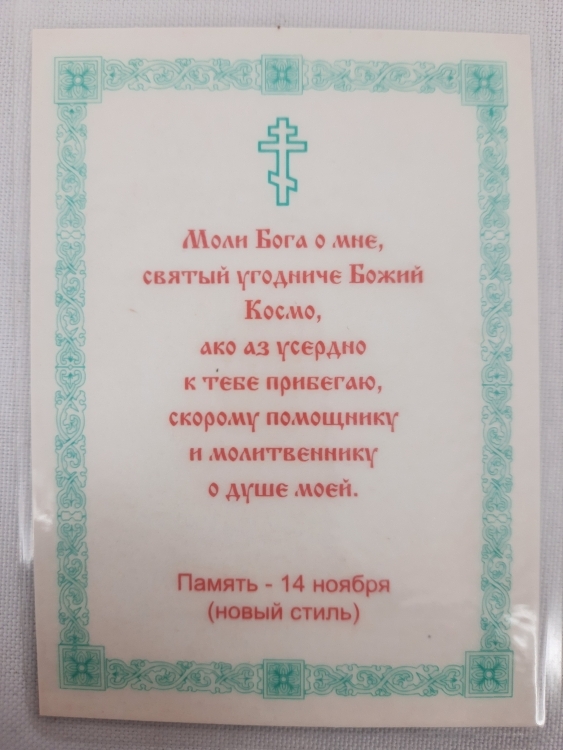 Моли Бога о мне,
святый угодниче Божий
Космо,
ако аз усердно
к тебе прибегаю,
скорому помощнику
и молитвеннику
о душе моей.
Память - 14 ноября
(новый стиль)